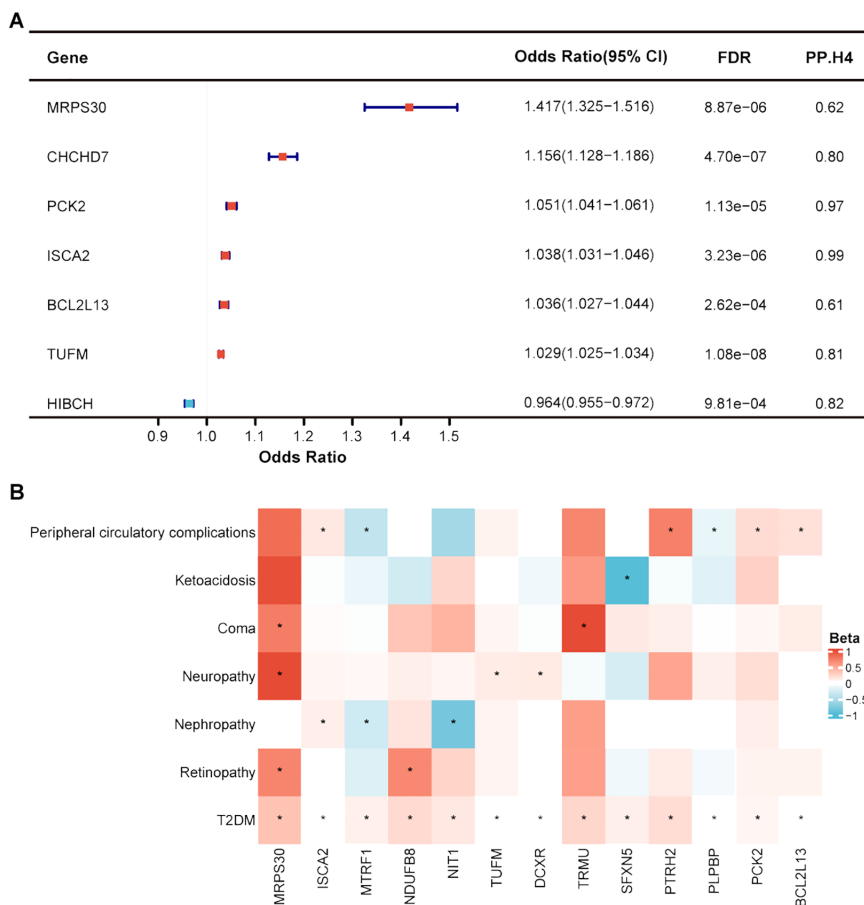 A
Gene Odds Ratio(95% CI) FDR PP.H4
MRPS30 1.417(1.325−1.516) 8.87e−06 0.62
CHCHD7 1.156(1.128−1.186) 4.70e−07 0.80
PCK2 1.051(1.041−1.061) 1.13e−05 0.97
ISCA2 1.038(1.031−1.046) 3.23e−06 0.99
BCL2L13 1.036(1.027−1.044) 2.62e−04 0.61
TUFM 1.029(1.025−1.034) 1.08e−08 0.81
HIBCH 0.964(0.955−0.972) 9.81e−04 0.82
0.9 1.0 1.1 1.2 1.3 1.4 1.5
Odds Ratio
B
Peripheral circulatory complications * * * * * *
Ketoacidosis *
Coma * *
Neuropathy * * *
Nephropathy * * *
Retinopathy * *
T2DM * * * * * * * * * * * * *
Beta
1
0.5
0
−0.5
−1
MRPS30 ISCA2 MTRF1 NDUFB8 NIT1 TUFM DCXR TRMU SFXN5 PTRH2 PLPBP PCK2 BCL2L13